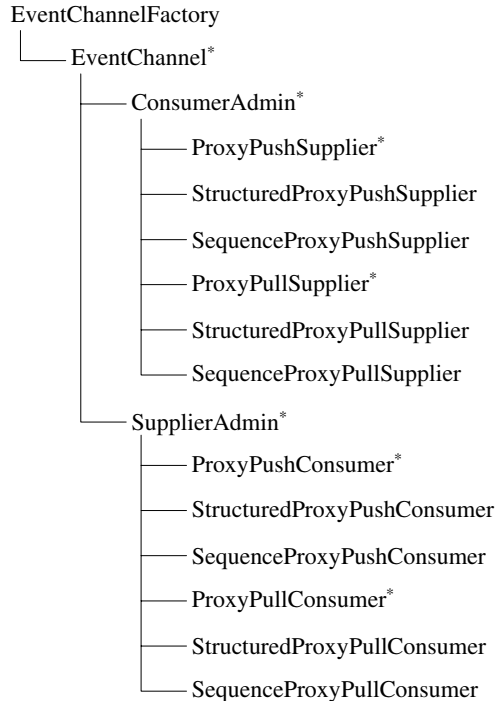 EventChannelFactory
EventChannel*
ConsumerAdmin*
ProxyPushSupplier*
StructuredProxyPushSupplier
SequenceProxyPushSupplier
ProxyPullSupplier*
StructuredProxyPullSupplier
SequenceProxyPullSupplier
SupplierAdmin*
ProxyPushConsumer*
StructuredProxyPushConsumer
SequenceProxyPushConsumer
ProxyPullConsumer*
StructuredProxyPullConsumer
SequenceProxyPullConsumer